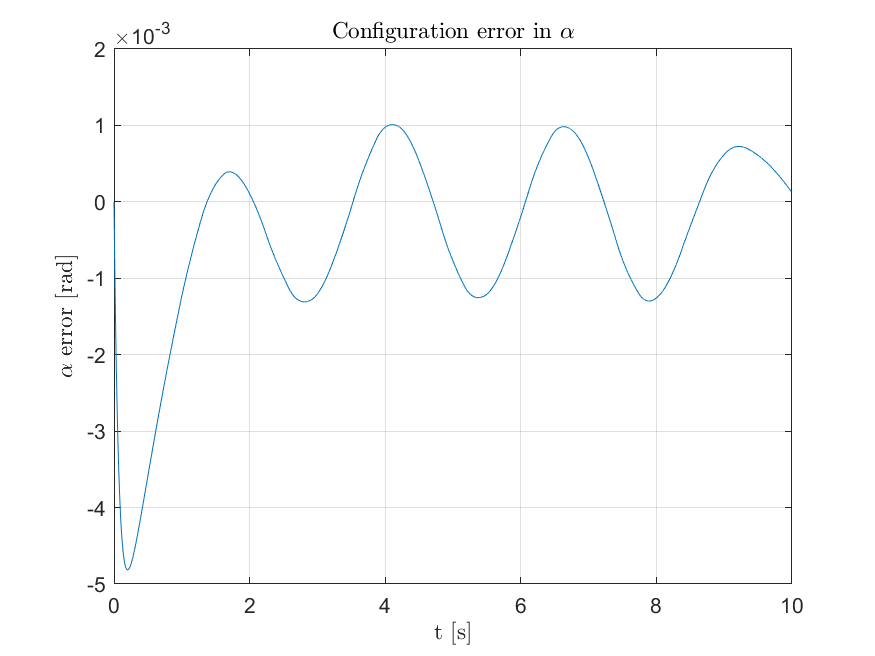 Configuration error in α
×10⁻³
2
1
0
-1
-2
-3
-4
-5
α error [rad]
0 2 4 6 8 10
t [s]